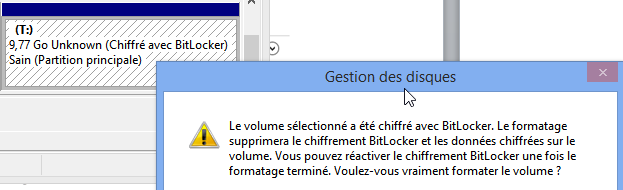 (T:)
9,77 Go Unknown (Chiffré avec BitLocker)
Sain (Partition principale)
Gestion des disques
Le volume sélectionné a été chiffré avec BitLocker. Le formatage
supprimera le chiffrement BitLocker et les données chiffrées sur le
volume. Vous pouvez réactiver le chiffrement BitLocker une fois le
formatage terminé. Voulez-vous vraiment formater le volume ?